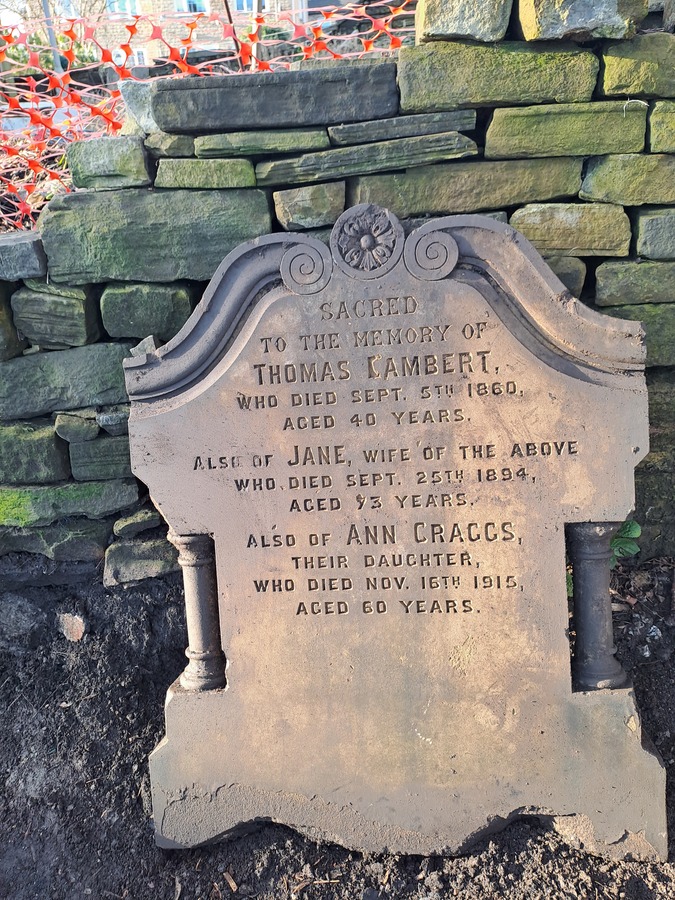 SACRED
TO THE MEMORY OF
THOMAS LAMBERT,
WHO DIED SEPT. 5TH 1860,
AGED 40 YEARS.
ALSO OF JANE, WIFE OF THE ABOVE
WHO DIED SEPT. 25TH 1894,
AGED 73 YEARS.
ALSO OF ANN CRAGGS,
THEIR DAUGHTER,
WHO DIED NOV. 16TH 1915,
AGED 60 YEARS.